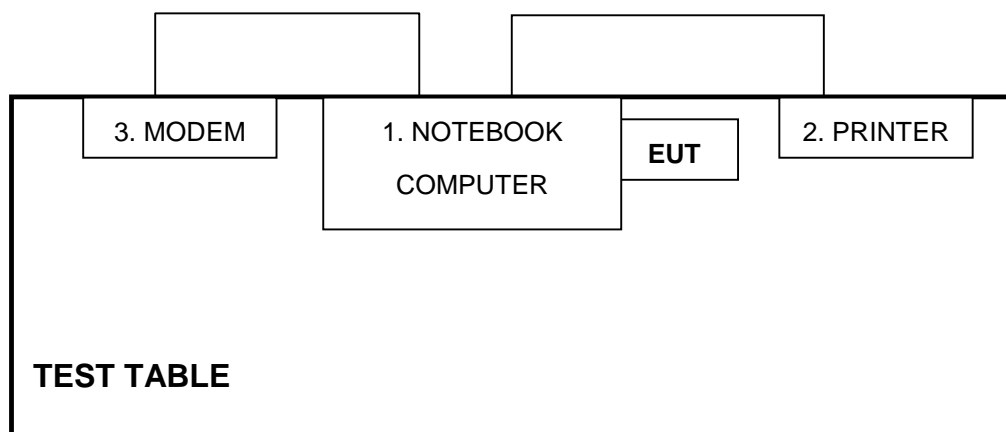 3. MODEM
1. NOTEBOOK
COMPUTER
EUT
2. PRINTER
TEST TABLE